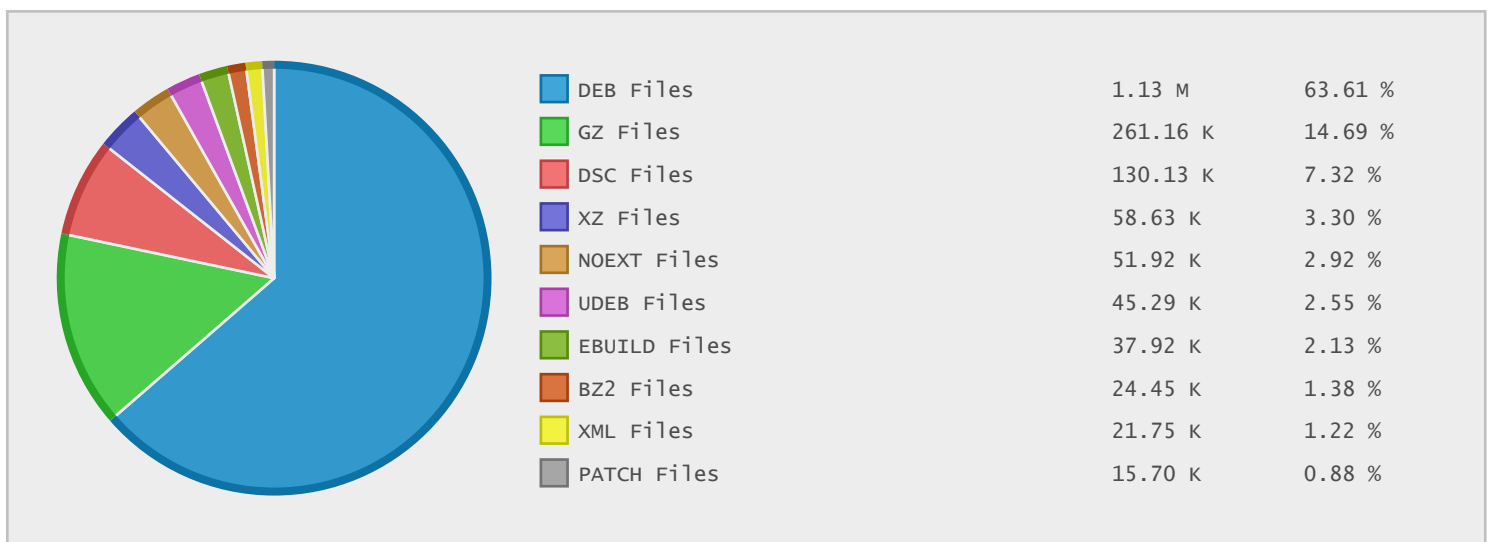 DEB Files 1.13 M 63.61 %
GZ Files 261.16 K 14.69 %
DSC Files 130.13 K 7.32 %
XZ Files 58.63 K 3.30 %
NOEXT Files 51.92 K 2.92 %
UDEB Files 45.29 K 2.55 %
EBUILD Files 37.92 K 2.13 %
BZ2 Files 24.45 K 1.38 %
XML Files 21.75 K 1.22 %
PATCH Files 15.70 K 0.88 %